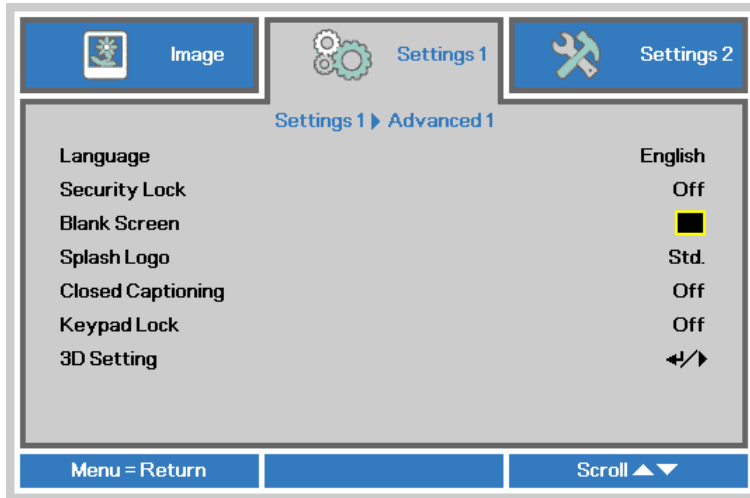 Image
Settings 1
Settings 2
Settings 1 Advanced 1
Language English
Security Lock Off
Blank Screen
Splash Logo Std.
Closed Captioning Off
Keypad Lock Off
3D Setting /
Menu = Return
Scroll